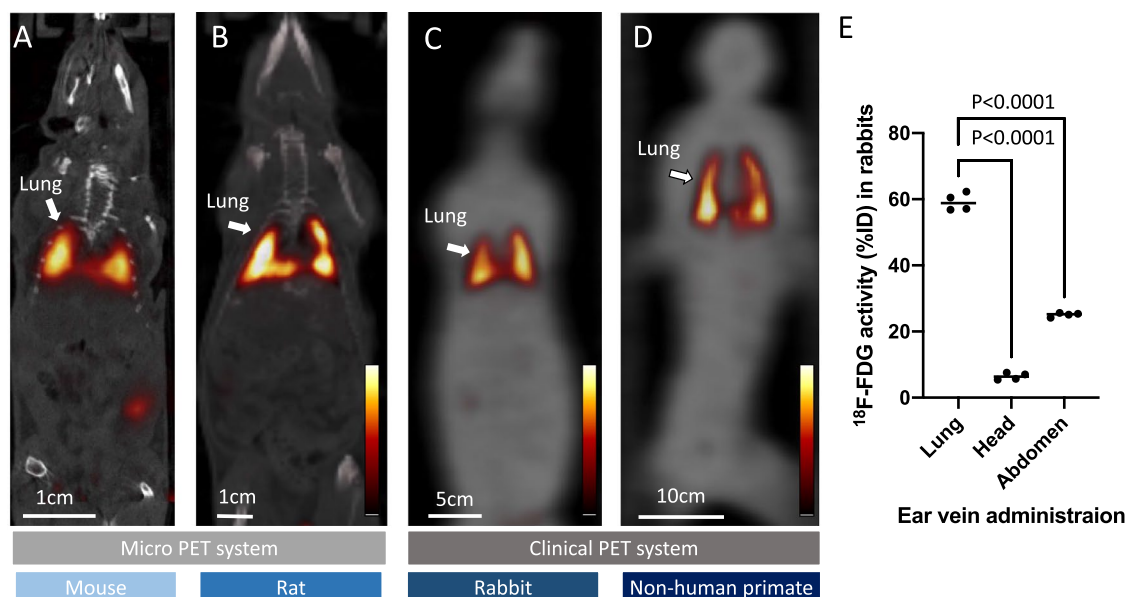 A
B
C
D
E
Lung
Lung
Lung
Lung
1cm
1cm
5cm
10cm
Micro PET system
Clinical PET system
Mouse
Rat
Rabbit
Non-human primate
P<0.0001
P<0.0001
¹⁸F-FDG activity (%ID) in rabbits
80
60
40
20
0
Lung
Head
Abdomen
Ear vein administraion